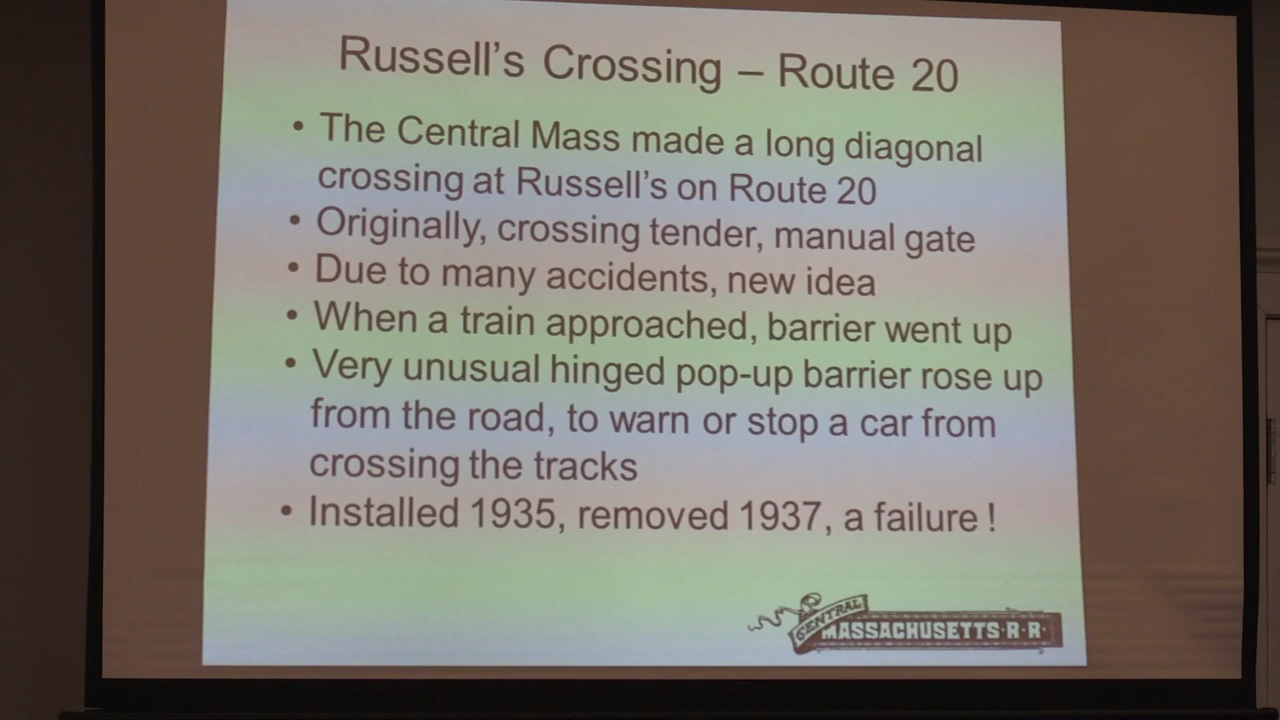 Russell's Crossing – Route 20
• The Central Mass made a long diagonal
crossing at Russell's on Route 20
• Originally, crossing tender, manual gate
• Due to many accidents, new idea
• When a train approached, barrier went up
• Very unusual hinged pop-up barrier rose up
from the road, to warn or stop a car from
crossing the tracks
• Installed 1935, removed 1937, a failure !
CENTRAL
MASSACHUSETTS·R·R·